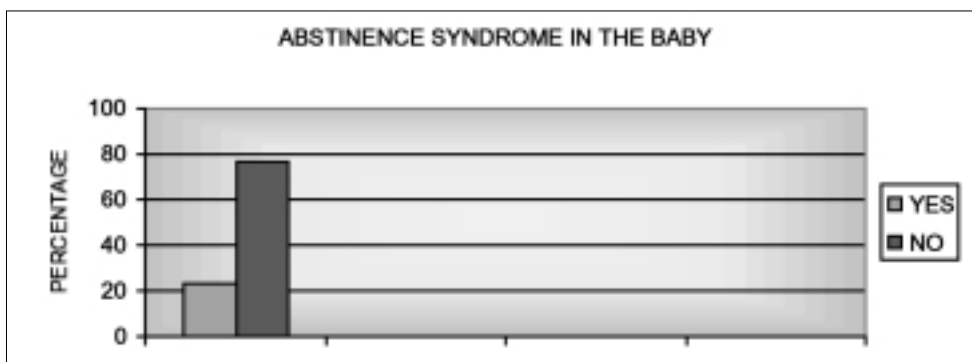 ABSTINENCE SYNDROME IN THE BABY
PERCENTAGE
100
80
60
40
20
0
YES
NO